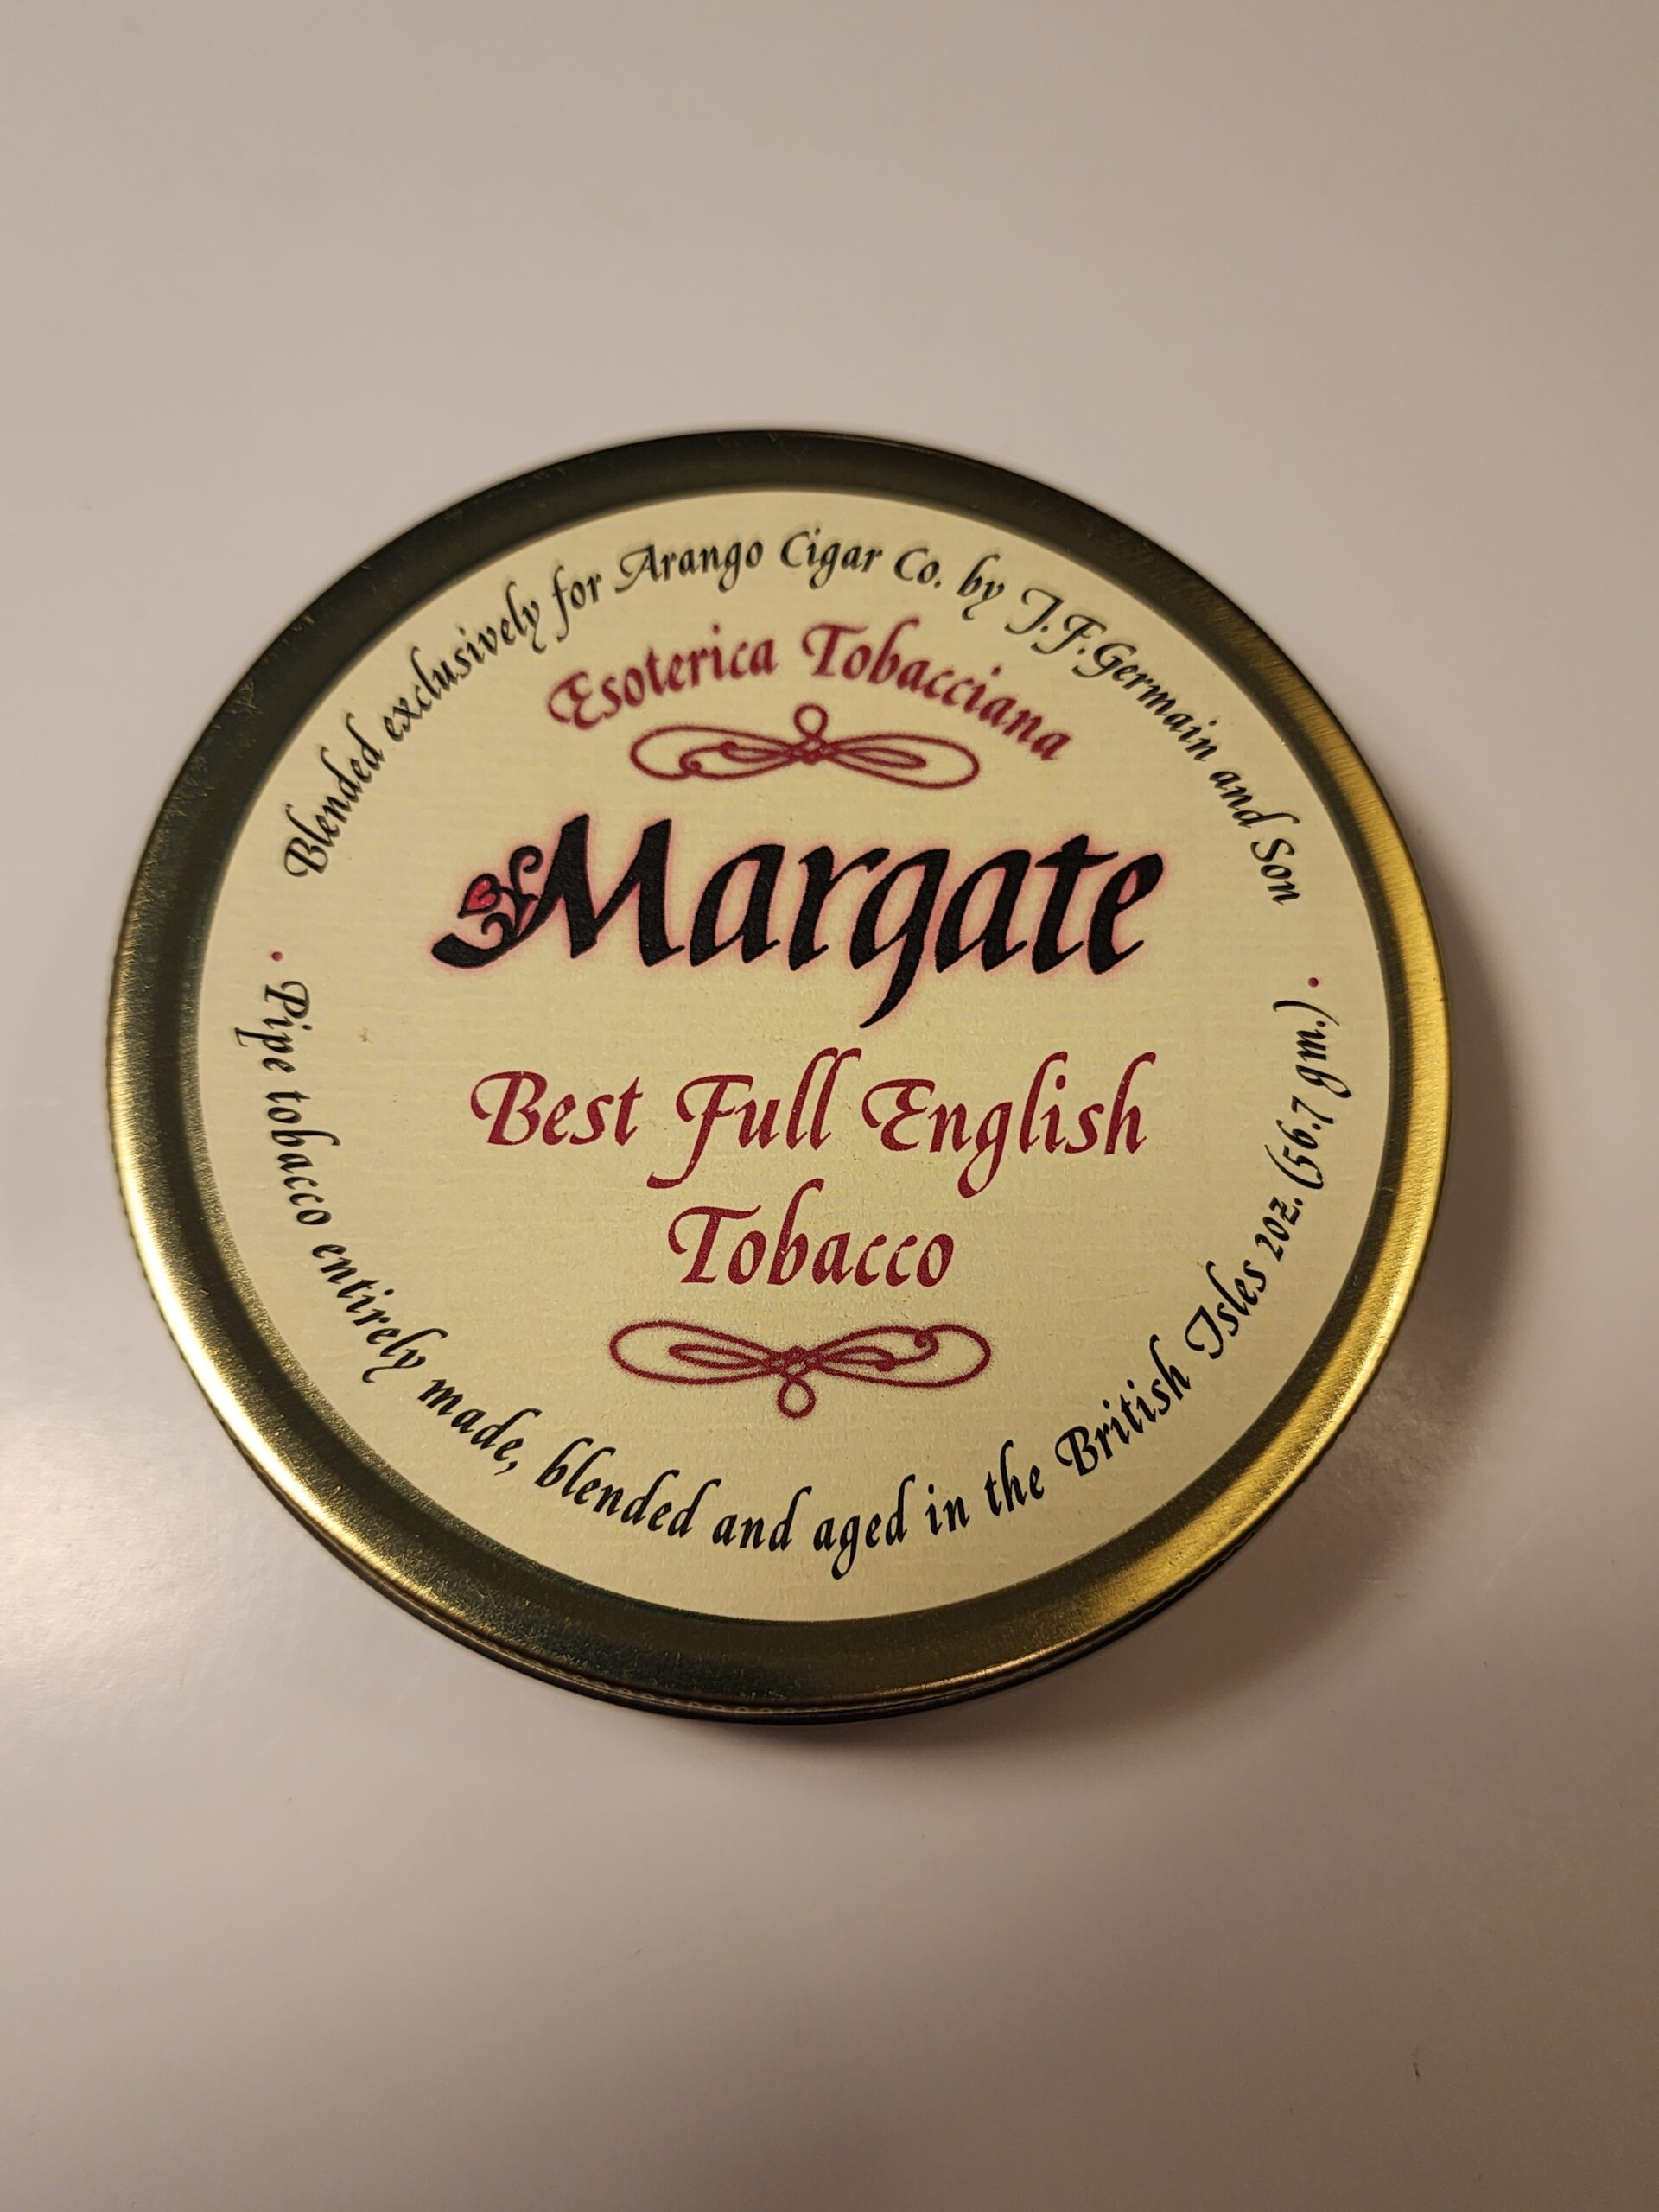 Blended exclusively for Arango Cigar Co. by J.F.Germain and Son
Esoterica Tobacciana
Margate
Best Full English
Tobacco
• Pipe tobacco entirely made, blended and aged in the British Isles 2oz. (56.7 gm.) •